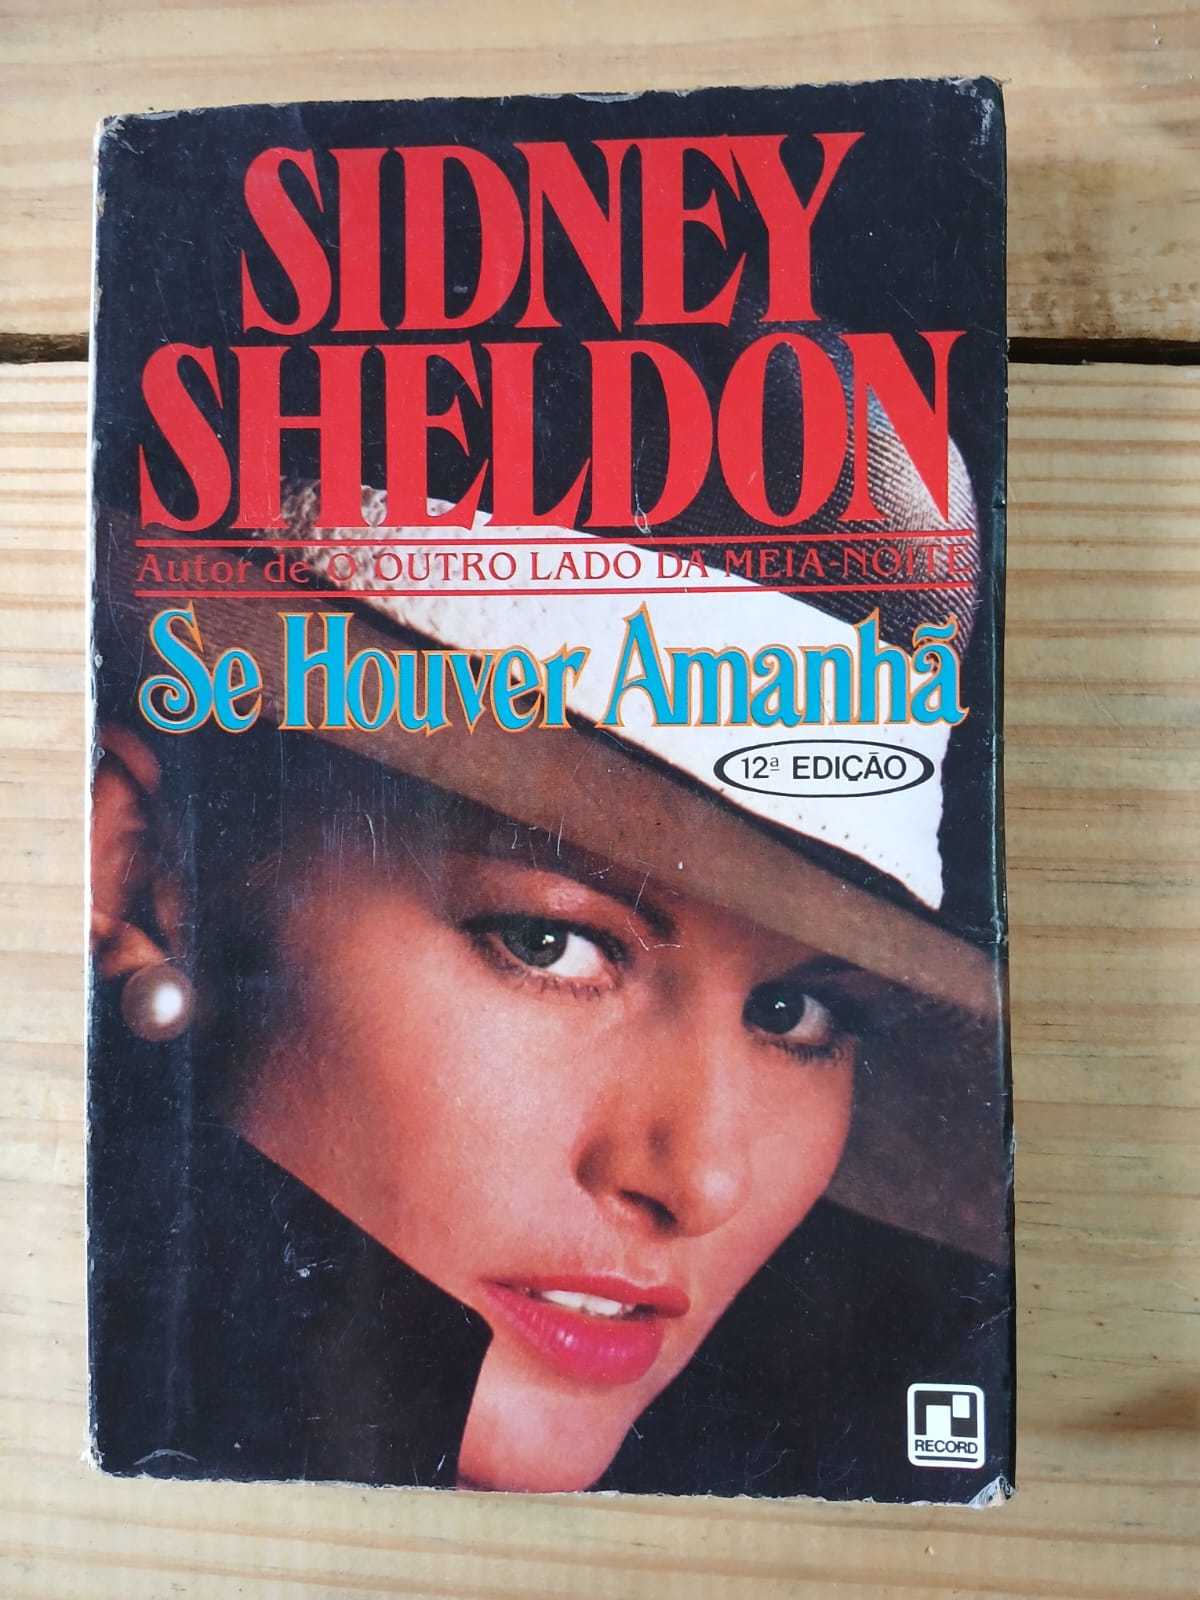 SIDNEY
SHELDON
Autor de O OUTRO LADO DA MEIA-NOITE
Se Houver Amanhã
12ª EDIÇÃO
RECORD